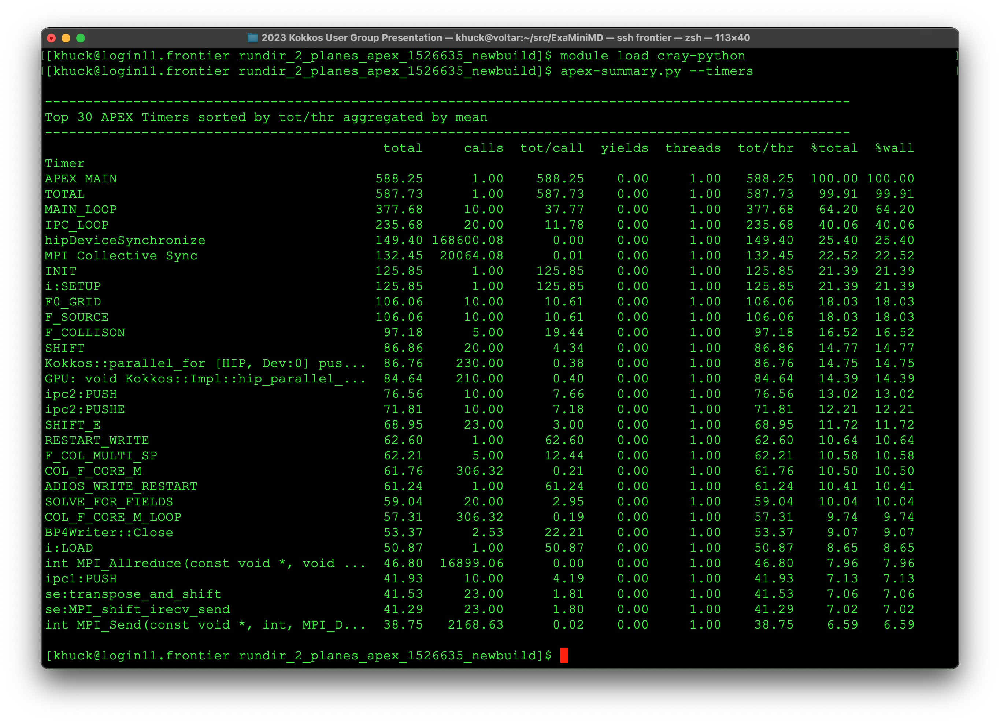 2023 Kokkos User Group Presentation — khuck@voltar:~/src/ExaMiniMD — ssh frontier — zsh — 113×40
[[khuck@login11.frontier rundir_2_planes_apex_1526635_newbuild]$ module load cray-python ]
[[khuck@login11.frontier rundir_2_planes_apex_1526635_newbuild]$ apex-summary.py --timers ]
----------------------------------------------------------------------------------------------------
Top 30 APEX Timers sorted by tot/thr aggregated by mean
----------------------------------------------------------------------------------------------------
total calls tot/call yields threads tot/thr %total %wall
Timer
APEX MAIN 588.25 1.00 588.25 0.00 1.00 588.25 100.00 100.00
TOTAL 587.73 1.00 587.73 0.00 1.00 587.73 99.91 99.91
MAIN_LOOP 377.68 10.00 37.77 0.00 1.00 377.68 64.20 64.20
IPC_LOOP 235.68 20.00 11.78 0.00 1.00 235.68 40.06 40.06
hipDeviceSynchronize 149.40 168600.08 0.00 0.00 1.00 149.40 25.40 25.40
MPI Collective Sync 132.45 20064.08 0.01 0.00 1.00 132.45 22.52 22.52
INIT 125.85 1.00 125.85 0.00 1.00 125.85 21.39 21.39
i:SETUP 125.85 1.00 125.85 0.00 1.00 125.85 21.39 21.39
F0_GRID 106.06 10.00 10.61 0.00 1.00 106.06 18.03 18.03
F_SOURCE 106.06 10.00 10.61 0.00 1.00 106.06 18.03 18.03
F_COLLISON 97.18 5.00 19.44 0.00 1.00 97.18 16.52 16.52
SHIFT 86.86 20.00 4.34 0.00 1.00 86.86 14.77 14.77
Kokkos::parallel_for [HIP, Dev:0] pus... 86.76 230.00 0.38 0.00 1.00 86.76 14.75 14.75
GPU: void Kokkos::Impl::hip_parallel_... 84.64 210.00 0.40 0.00 1.00 84.64 14.39 14.39
ipc2:PUSH 76.56 10.00 7.66 0.00 1.00 76.56 13.02 13.02
ipc2:PUSHE 71.81 10.00 7.18 0.00 1.00 71.81 12.21 12.21
SHIFT_E 68.95 23.00 3.00 0.00 1.00 68.95 11.72 11.72
RESTART_WRITE 62.60 1.00 62.60 0.00 1.00 62.60 10.64 10.64
F_COL_MULTI_SP 62.21 5.00 12.44 0.00 1.00 62.21 10.58 10.58
COL_F_CORE_M 61.76 306.32 0.21 0.00 1.00 61.76 10.50 10.50
ADIOS_WRITE_RESTART 61.24 1.00 61.24 0.00 1.00 61.24 10.41 10.41
SOLVE_FOR_FIELDS 59.04 20.00 2.95 0.00 1.00 59.04 10.04 10.04
COL_F_CORE_M_LOOP 57.31 306.32 0.19 0.00 1.00 57.31 9.74 9.74
BP4Writer::Close 53.37 2.53 22.21 0.00 1.00 53.37 9.07 9.07
i:LOAD 50.87 1.00 50.87 0.00 1.00 50.87 8.65 8.65
int MPI_Allreduce(const void *, void ... 46.80 16899.06 0.00 0.00 1.00 46.80 7.96 7.96
ipc1:PUSH 41.93 10.00 4.19 0.00 1.00 41.93 7.13 7.13
se:transpose_and_shift 41.53 23.00 1.81 0.00 1.00 41.53 7.06 7.06
se:MPI_shift_irecv_send 41.29 23.00 1.80 0.00 1.00 41.29 7.02 7.02
int MPI_Send(const void *, int, MPI_D... 38.75 2168.63 0.02 0.00 1.00 38.75 6.59 6.59
[khuck@login11.frontier rundir_2_planes_apex_1526635_newbuild]$